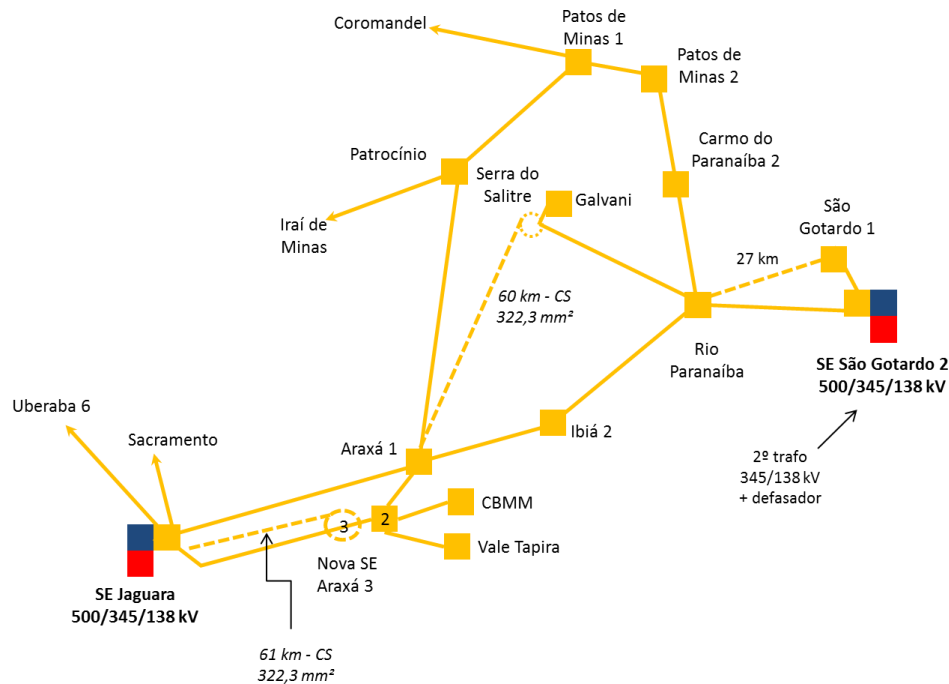 Coromandel
Patos de
Minas 1
Patos de
Minas 2
Patrocínio
Serra do
Salitre
Galvani
Carmo do
Paranaíba 2
São
Gotardo 1
Iraí de
Minas
27 km
60 km - CS
322,3 mm²
Rio
Paranaíba
SE São Gotardo 2
500/345/138 kV
Uberaba 6
Sacramento
Araxá 1
Ibiá 2
2º trafo
345/138 kV
+ defasador
CBMM
2
3
Vale Tapira
Nova SE
Araxá 3
SE Jaguara
500/345/138 kV
61 km - CS
322,3 mm²